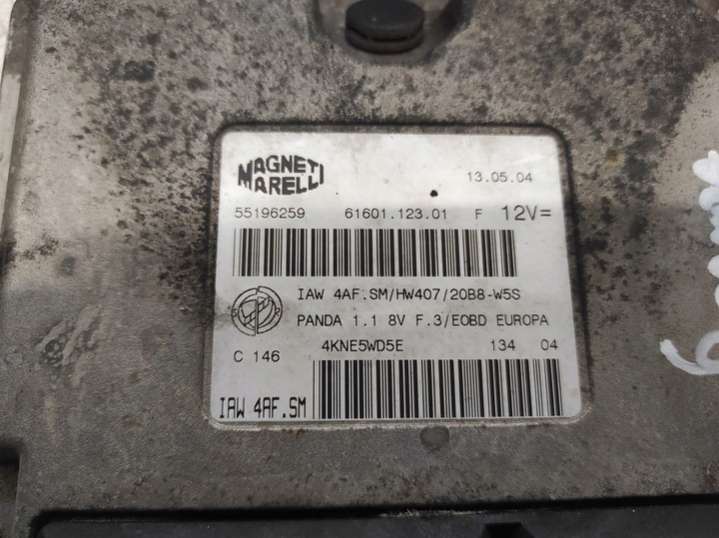 MAGNETI
MARELLI
13.05.04
55196259 61601.123.01 F 12V=
IAW 4AF.SM/HW407/20B8-W5S
PANDA 1.1 8V F.3/EOBD EUROPA
C 146 4KNE5WD5E 134 04
IAW 4AF.SM